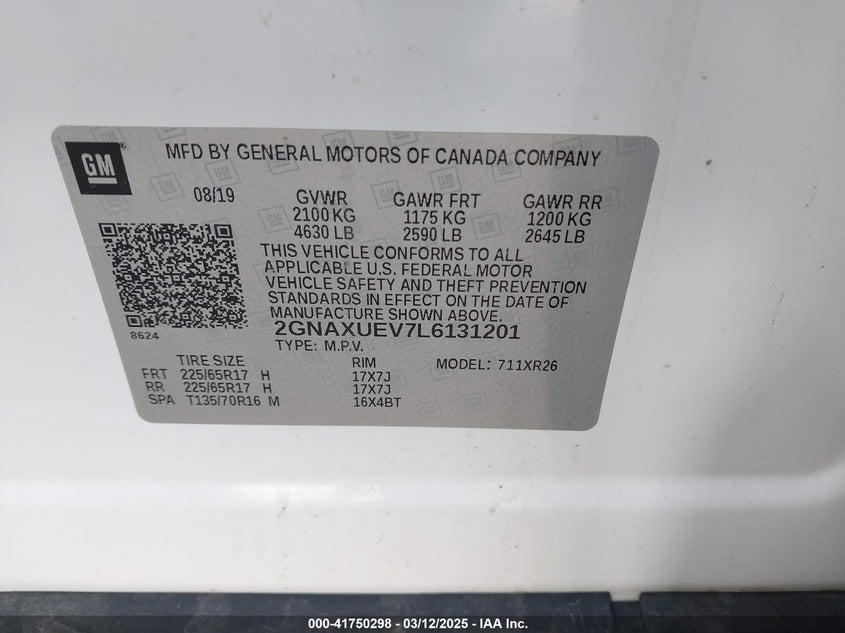 GM
MFD BY GENERAL MOTORS OF CANADA COMPANY
08/19 GVWR GAWR FRT GAWR RR
2100 KG 1175 KG 1200 KG
4630 LB 2590 LB 2645 LB
THIS VEHICLE CONFORMS TO ALL
APPLICABLE U.S. FEDERAL MOTOR
VEHICLE SAFETY AND THEFT PREVENTION
STANDARDS IN EFFECT ON THE DATE OF
MANUFACTURE SHOWN ABOVE.
8624
2GNAXUEV7L6131201
TYPE: M.P.V.
TIRE SIZE RIM MODEL: 711XR26
FRT 225/65R17 H 17X7J
RR 225/65R17 H 17X7J
SPA T135/70R16 M 16X4BT
000-41750298 - 03/12/2025 - IAA Inc.